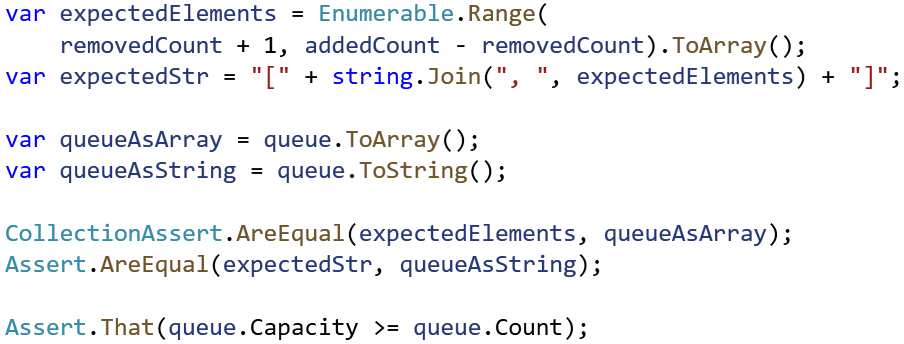 var expectedElements = Enumerable.Range(
    removedCount + 1, addedCount - removedCount).ToArray();
var expectedStr = "[" + string.Join(", ", expectedElements) + "]";

var queueAsArray = queue.ToArray();
var queueAsString = queue.ToString();

CollectionAssert.AreEqual(expectedElements, queueAsArray);
Assert.AreEqual(expectedStr, queueAsString);

Assert.That(queue.Capacity >= queue.Count);